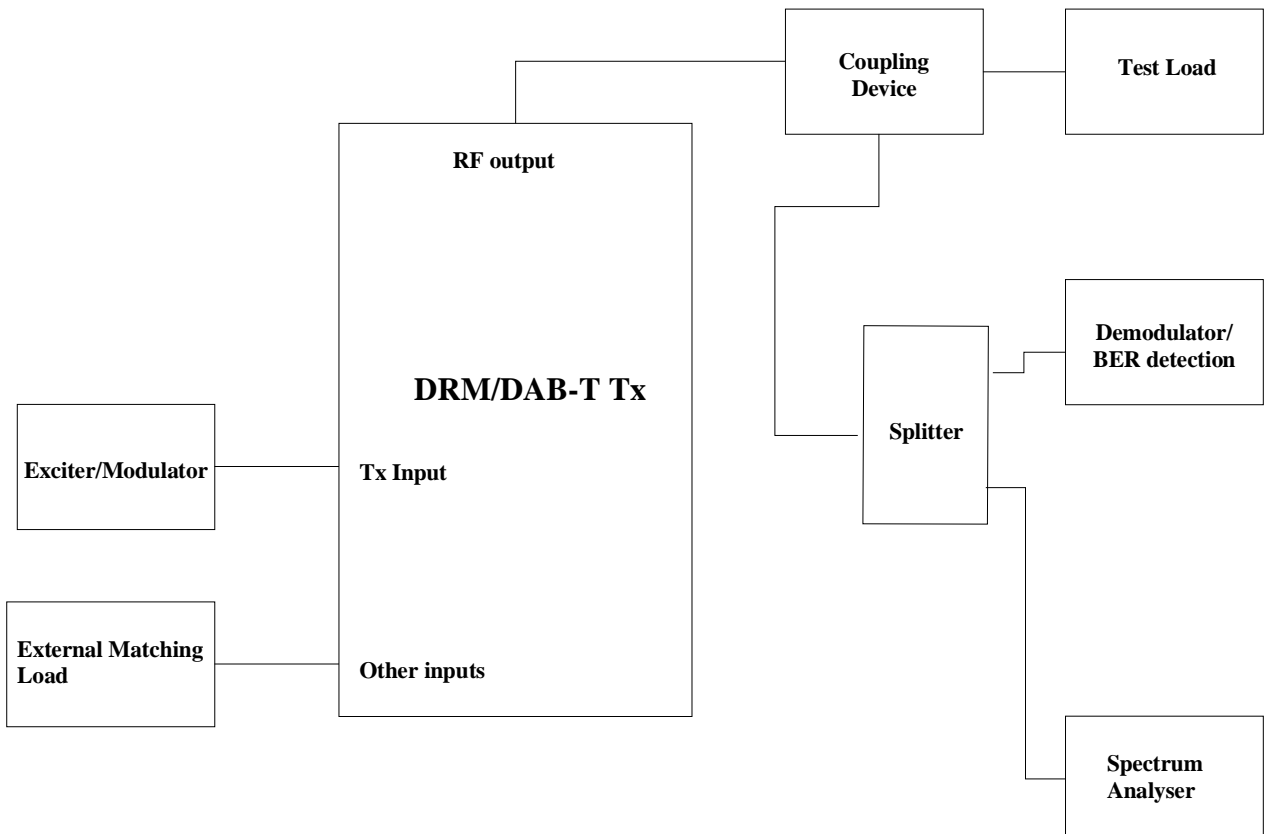 Coupling
Device
Test Load
RF output
Demodulator/
BER detection
DRM/DAB-T Tx
Splitter
Exciter/Modulator
Tx Input
External Matching
Load
Other inputs
Spectrum
Analyser